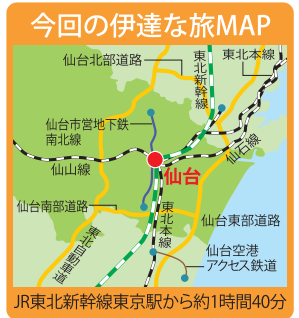 今回の伊達な旅MAP
仙台北部道路
東北新幹線
東北本線
仙台市営地下鉄
南北線
仙石線
仙山線
仙台
仙台南部道路
東北本線
仙台東部道路
東北自動車道
仙台空港
アクセス鉄道
JR東北新幹線東京駅から約1時間40分